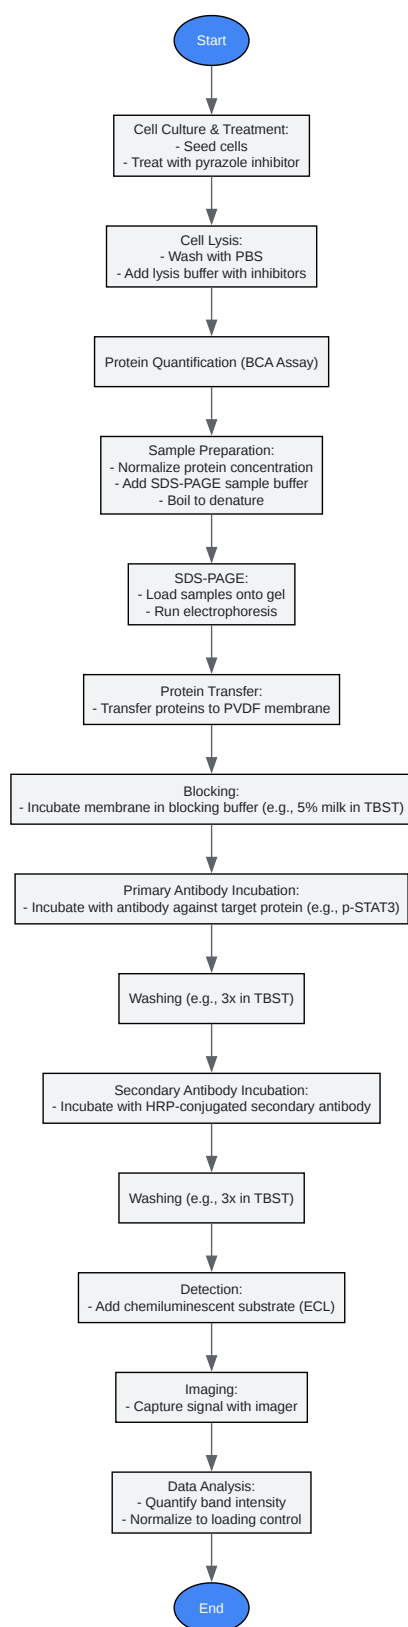 Start
Cell Culture & Treatment:
- Seed cells
- Treat with pyrazole inhibitor
Cell Lysis:
- Wash with PBS
- Add lysis buffer with inhibitors
Protein Quantification (BCA Assay)
Sample Preparation:
- Normalize protein concentration
- Add SDS-PAGE sample buffer
- Boil to denature
SDS-PAGE:
- Load samples onto gel
- Run electrophoresis
Protein Transfer:
- Transfer proteins to PVDF membrane
Blocking:
- Incubate membrane in blocking buffer (e.g., 5% milk in TBST)
Primary Antibody Incubation:
- Incubate with antibody against target protein (e.g., p-STAT3)
Washing (e.g., 3x in TBST)
Secondary Antibody Incubation:
- Incubate with HRP-conjugated secondary antibody
Washing (e.g., 3x in TBST)
Detection:
- Add chemiluminescent substrate (ECL)
Imaging:
- Capture signal with imager
Data Analysis:
- Quantify band intensity
- Normalize to loading control
End